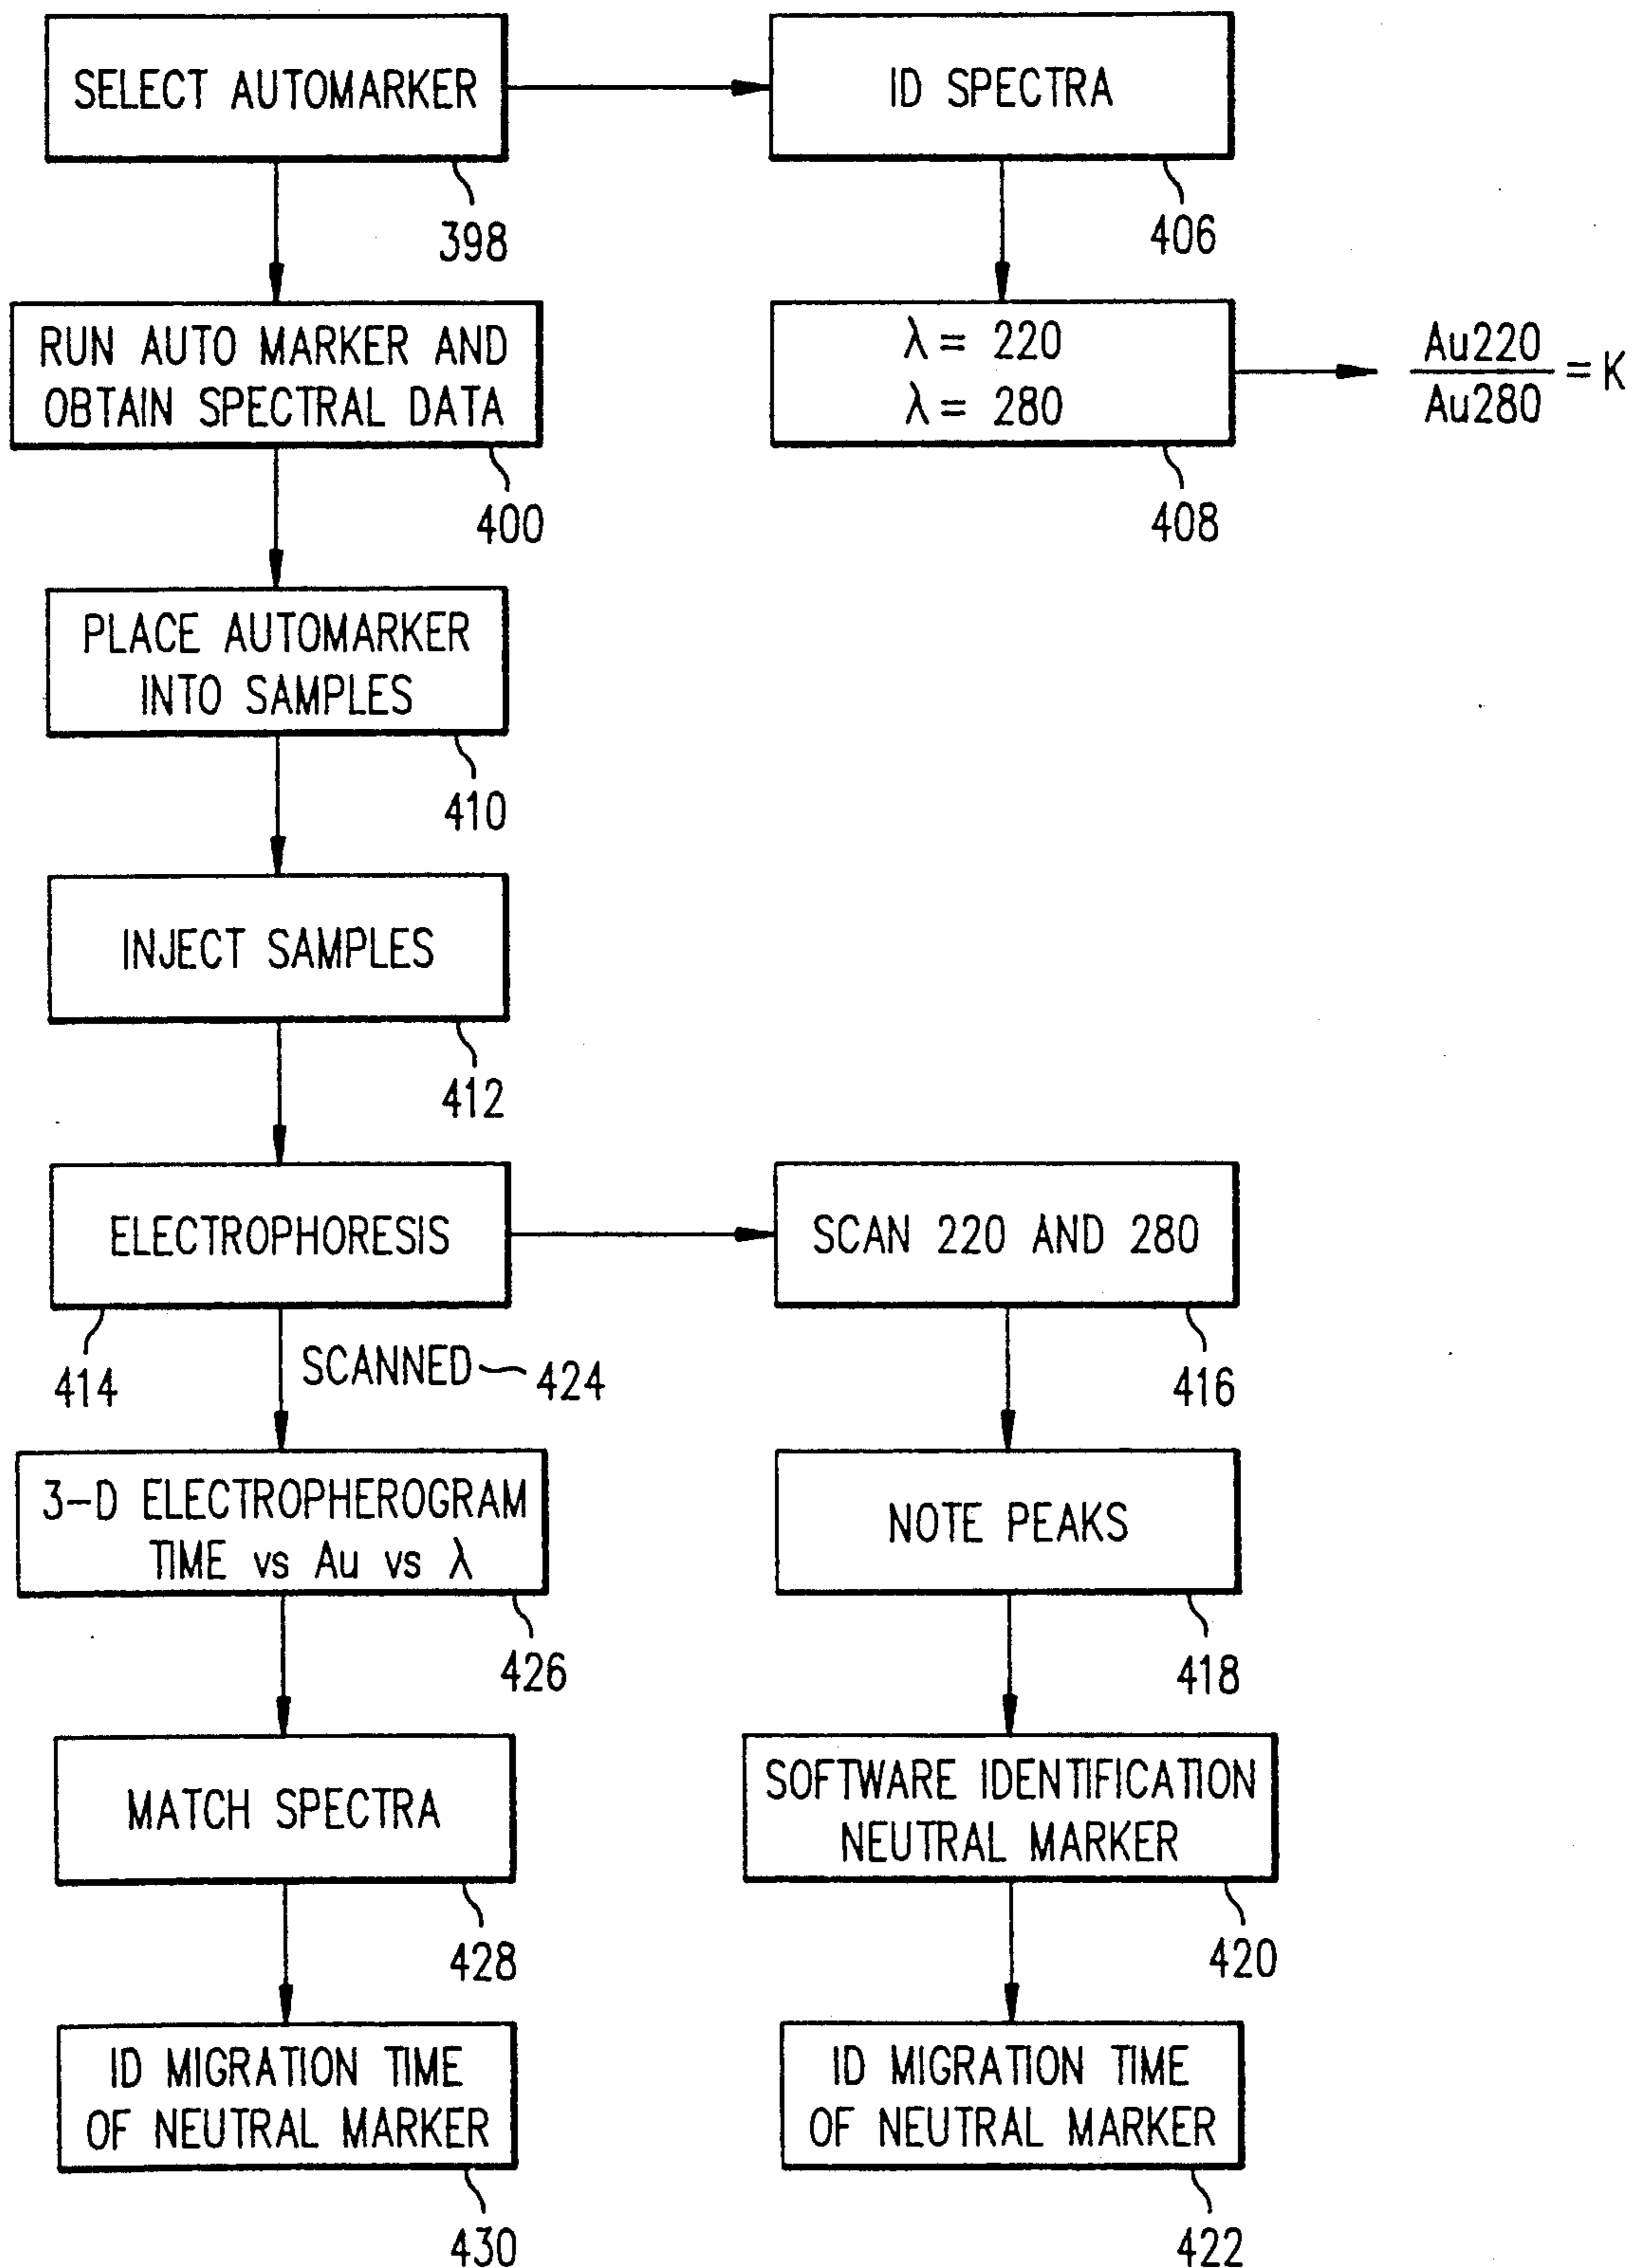 SELECT AUTOMARKER
398
ID SPECTRA
406
RUN AUTO MARKER AND
OBTAIN SPECTRAL DATA
400
λ = 220
λ = 280
408
Au220
Au280
= K
PLACE AUTOMARKER
INTO SAMPLES
410
INJECT SAMPLES
412
ELECTROPHORESIS
414
SCAN 220 AND 280
416
SCANNED
424
3-D ELECTROPHEROGRAM
TIME vs Au vs λ
426
NOTE PEAKS
418
MATCH SPECTRA
428
SOFTWARE IDENTIFICATION
NEUTRAL MARKER
420
ID MIGRATION TIME
OF NEUTRAL MARKER
430
ID MIGRATION TIME
OF NEUTRAL MARKER
422